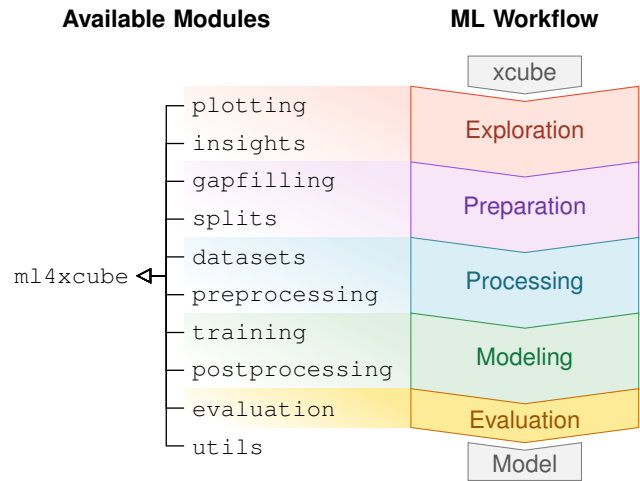 Available Modules
ML Workflow
xcube
plotting
insights
Exploration
gapfilling
splits
Preparation
ml4xcube
datasets
preprocessing
Processing
training
postprocessing
Modeling
evaluation
Evaluation
utils
Model